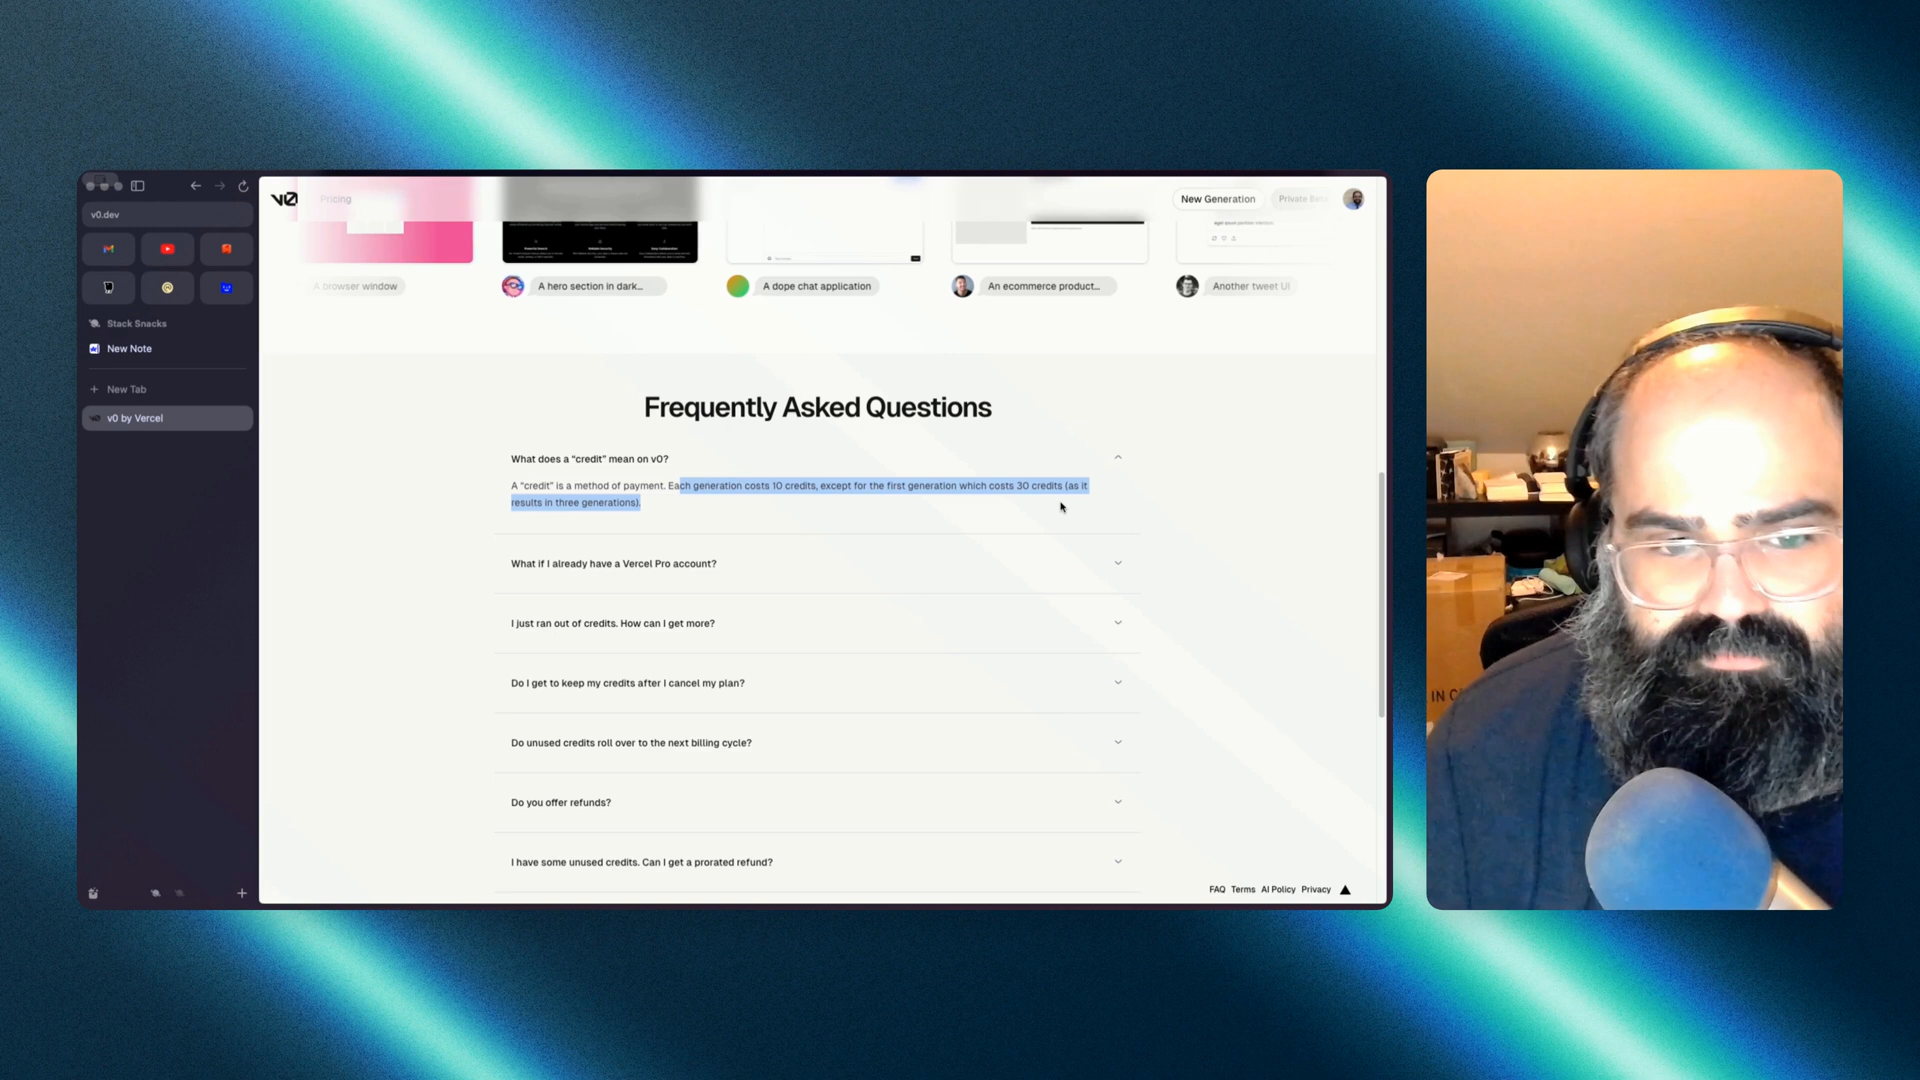 v0.dev
Stack Snacks
New Note
New Tab
v0 by Vercel
v0
Pricing
New Generation
Private Beta
A browser window
A hero section in dark...
A dope chat application
An ecommerce product...
Another tweet UI
Frequently Asked Questions
What does a “credit” mean on v0?
A “credit” is a method of payment. Each generation costs 10 credits, except for the first generation which costs 30 credits (as it
results in three generations).
What if I already have a Vercel Pro account?
I just ran out of credits. How can I get more?
Do I get to keep my credits after I cancel my plan?
Do unused credits roll over to the next billing cycle?
Do you offer refunds?
I have some unused credits. Can I get a prorated refund?
FAQ Terms AI Policy Privacy
IN C